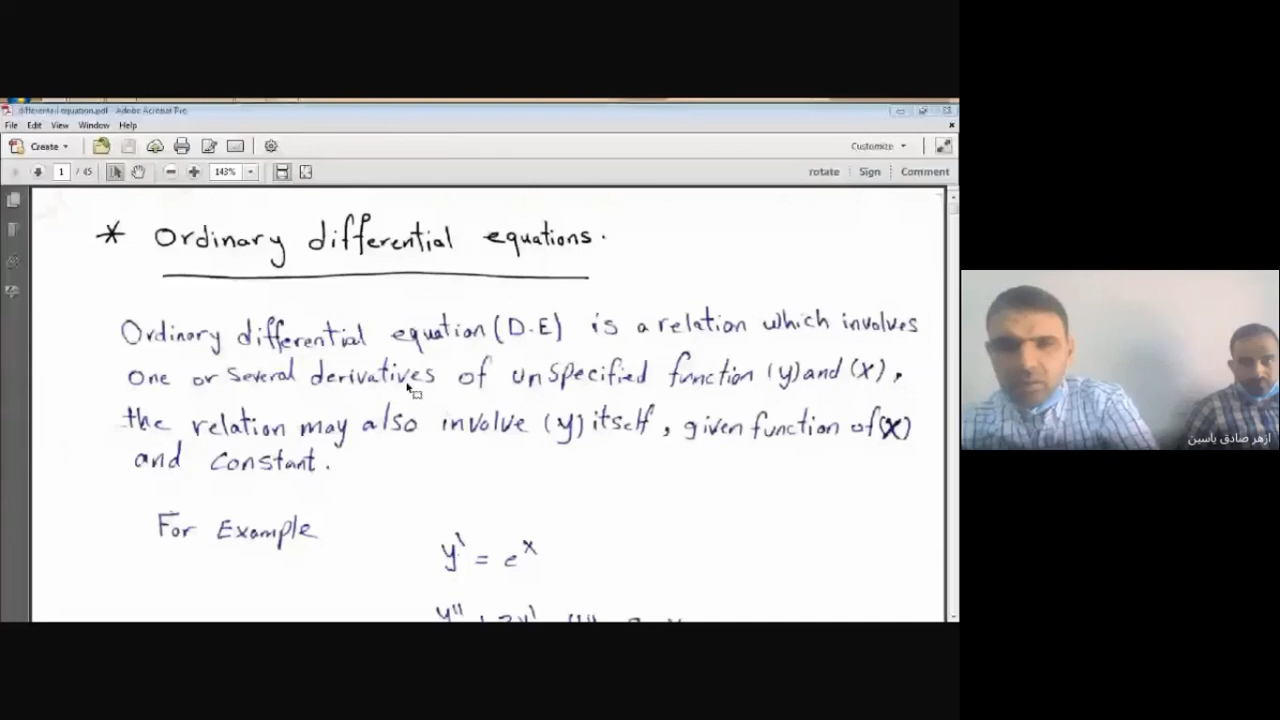 differential equation.pdf - Adobe Acrobat Pro
File Edit View Window Help
Create Customize
1 / 45 143% rotate Sign Comment
* Ordinary differential equations.
Ordinary differential equation (D.E) is a relation which involves
one or several derivatives of unspecified function (y) and (x),
the relation may also involve (y) itself, given function of (x)
and constant.
For Example
y' = e^x
ازهر صادق ياسين